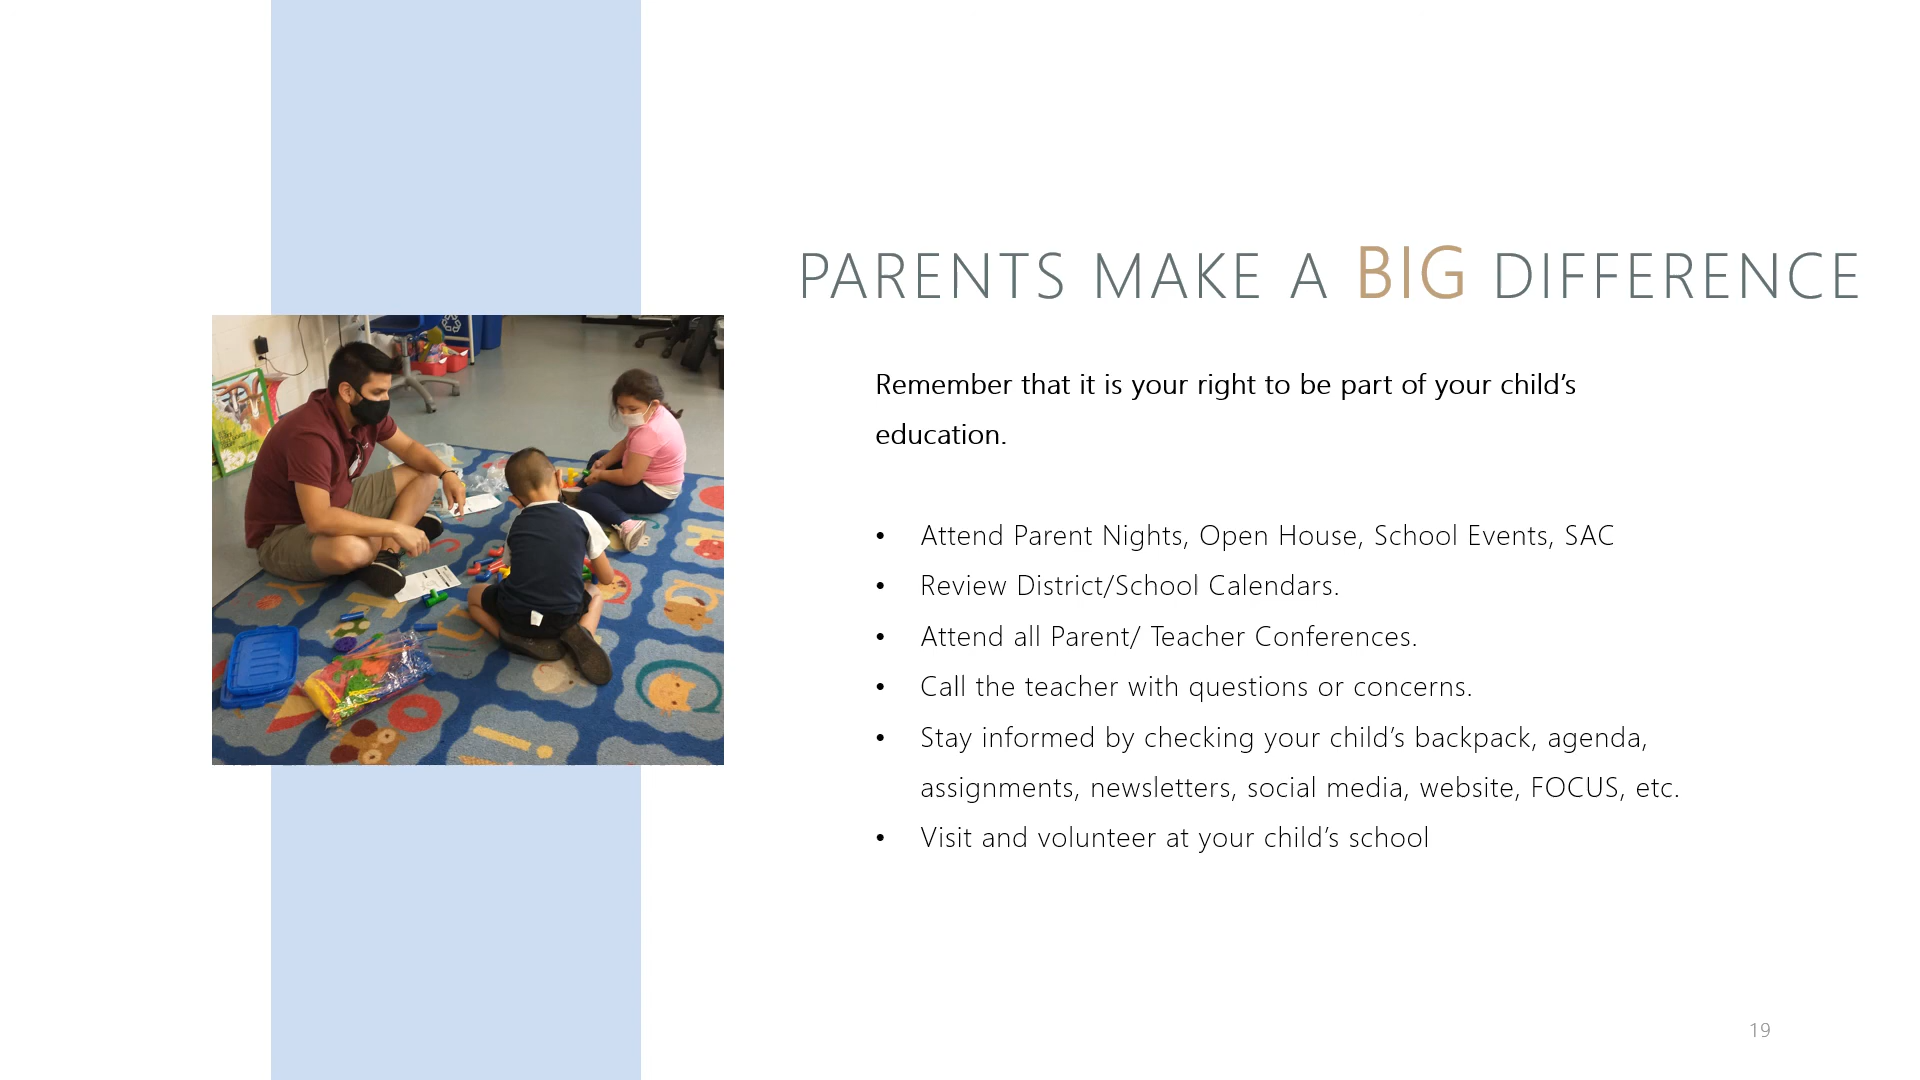 PARENTS MAKE A BIG DIFFERENCE
Remember that it is your right to be part of your child’s
education.
• Attend Parent Nights, Open House, School Events, SAC
• Review District/School Calendars.
• Attend all Parent/ Teacher Conferences.
• Call the teacher with questions or concerns.
• Stay informed by checking your child’s backpack, agenda,
assignments, newsletters, social media, website, FOCUS, etc.
• Visit and volunteer at your child’s school
19